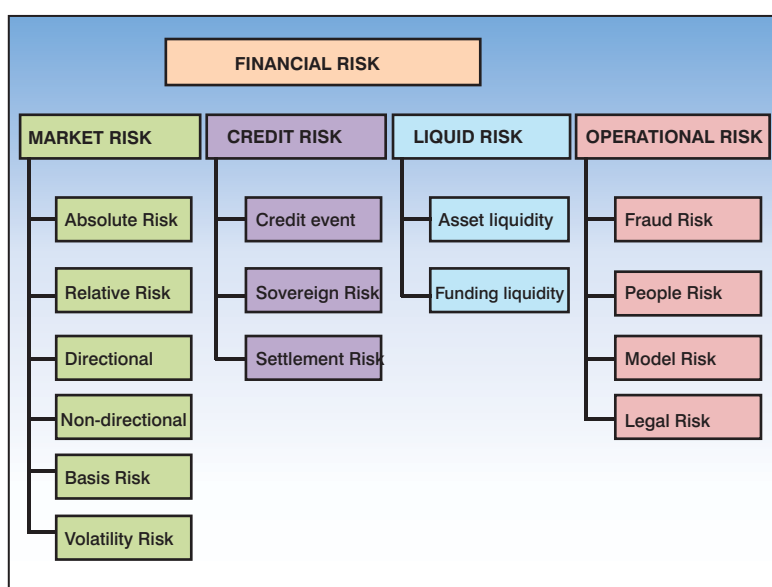 FINANCIAL RISK
MARKET RISK
Absolute Risk
Relative Risk
Directional
Non-directional
Basis Risk
Volatility Risk
CREDIT RISK
Credit event
Sovereign Risk
Settlement Risk
LIQUID RISK
Asset liquidity
Funding liquidity
OPERATIONAL RISK
Fraud Risk
People Risk
Model Risk
Legal Risk